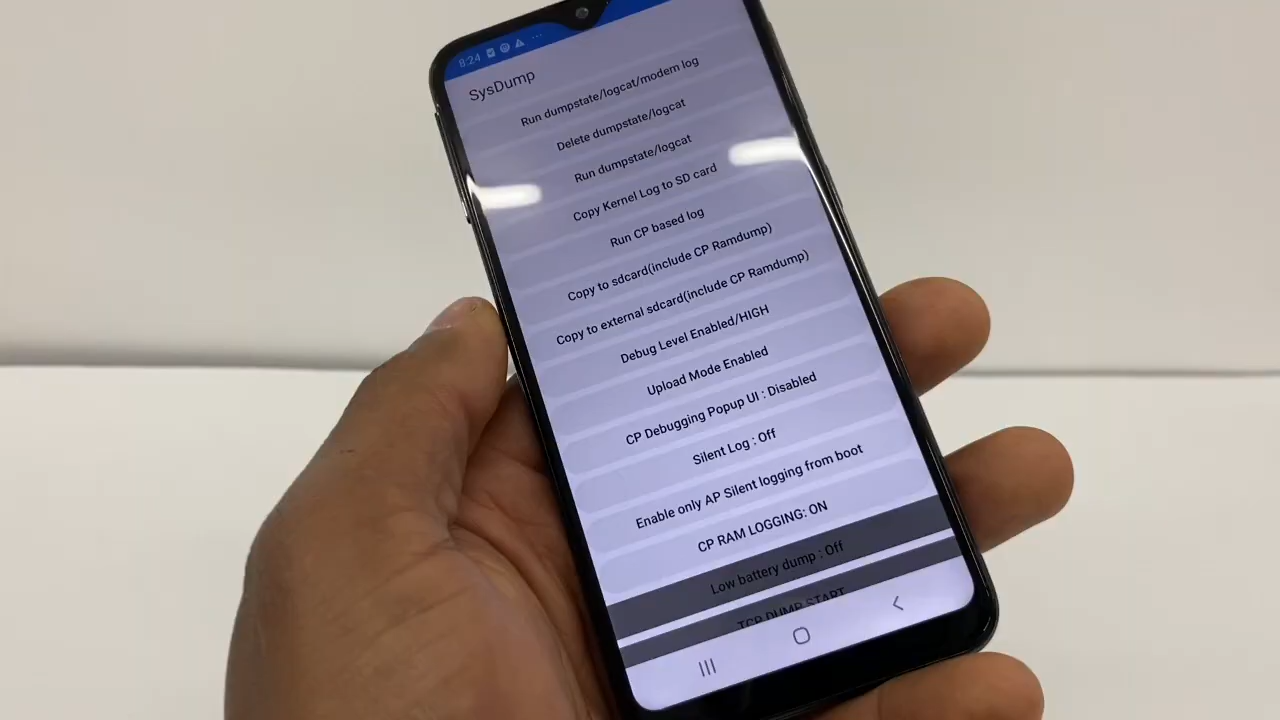 8:24
SysDump
Run dumpstate/logcat/modem log
Delete dumpstate/logcat
Run dumpstate/logcat
Copy Kernel Log to SD card
Run CP based log
Copy to sdcard(include CP Ramdump)
Copy to external sdcard(include CP Ramdump)
Debug Level Enabled/HIGH
Upload Mode Enabled
CP Debugging Popup UI : Disabled
Silent Log : Off
Enable only AP Silent logging from boot
CP RAM LOGGING: ON
Low battery dump : Off
TCP DUMP START